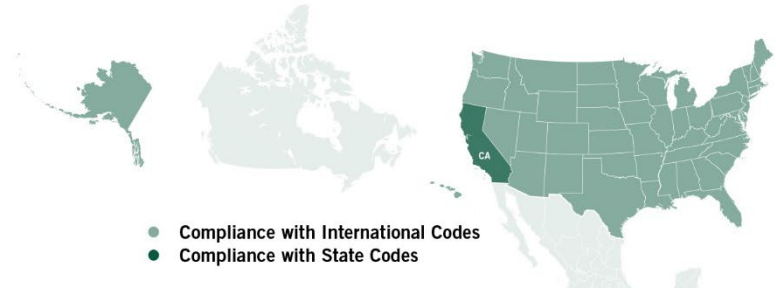 CA
Compliance with International Codes
Compliance with State Codes